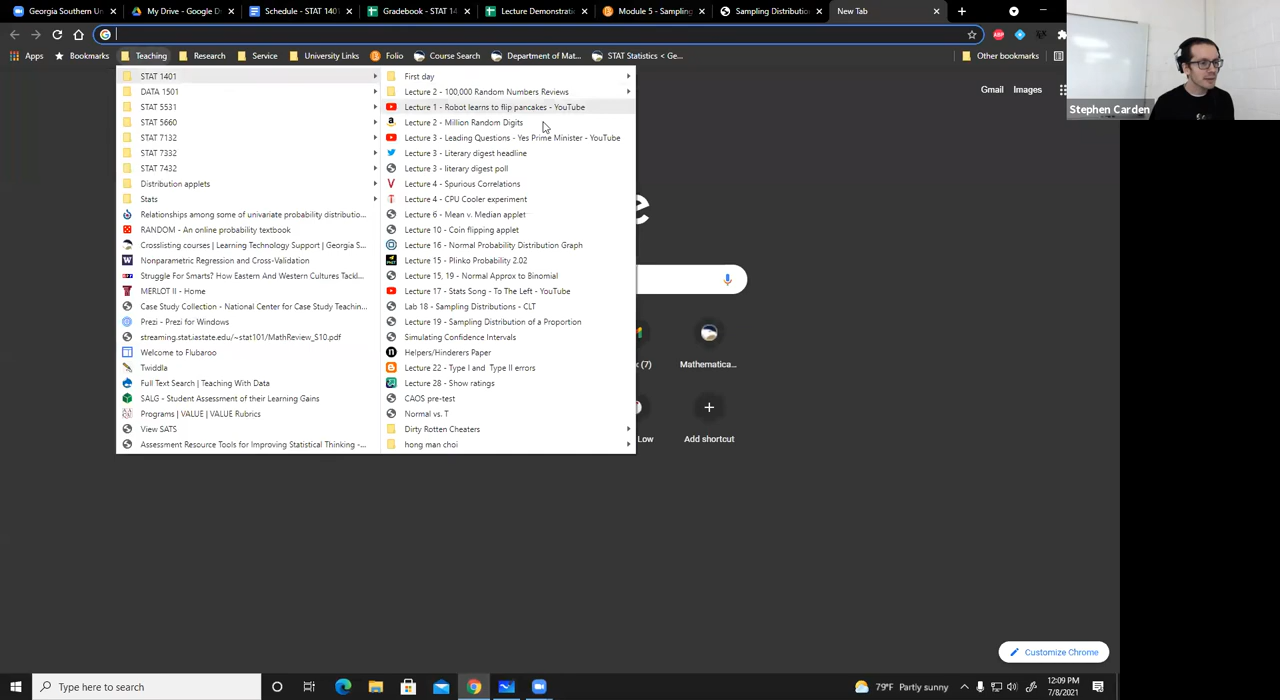 Georgia Southern Un
My Drive - Google D
Schedule - STAT 1401
Gradebook - STAT 14
Lecture Demonstrati
Module 5 - Sampling
Sampling Distributio
New Tab
Apps
Bookmarks
Teaching
Research
Service
University Links
Folio
Course Search
Department of Mat...
STAT Statistics < Ge...
Other bookmarks
Gmail
Images
Stephen Carden
STAT 1401
DATA 1501
STAT 5531
STAT 5660
STAT 7132
STAT 7332
STAT 7432
Distribution applets
Stats
Relationships among some of univariate probability distributio...
RANDOM - An online probability textbook
Crosslisting courses | Learning Technology Support | Georgia S...
Nonparametric Regression and Cross-Validation
Struggle For Smarts? How Eastern And Western Cultures Tackl...
MERLOT II - Home
Case Study Collection - National Center for Case Study Teachin...
Prezi - Prezi for Windows
streaming.stat.iastate.edu/~stat101/MathReview_S10.pdf
Welcome to Flubaroo
Twiddla
Full Text Search | Teaching With Data
SALG - Student Assessment of their Learning Gains
Programs | VALUE | VALUE Rubrics
View SATS
Assessment Resource Tools for Improving Statistical Thinking -...
First day
Lecture 2 - 100,000 Random Numbers Reviews
Lecture 1 - Robot learns to flip pancakes - YouTube
Lecture 2 - Million Random Digits
Lecture 3 - Leading Questions - Yes Prime Minister - YouTube
Lecture 3 - Literary digest headline
Lecture 3 - literary digest poll
Lecture 4 - Spurious Correlations
Lecture 4 - CPU Cooler experiment
Lecture 6 - Mean v. Median applet
Lecture 10 - Coin flipping applet
Lecture 16 - Normal Probability Distribution Graph
Lecture 15 - Plinko Probability 2.02
Lecture 15, 19 - Normal Approx to Binomial
Lecture 17 - Stats Song - To The Left - YouTube
Lab 18 - Sampling Distributions - CLT
Lecture 19 - Sampling Distribution of a Proportion
Simulating Confidence Intervals
Helpers/Hinderers Paper
Lecture 22 - Type I and Type II errors
Lecture 28 - Show ratings
CAOS pre-test
Normal vs. T
Dirty Rotten Cheaters
hong man choi
(7)
Mathematica...
Low
Add shortcut
Customize Chrome
Type here to search
79°F Partly sunny
12:09 PM
7/8/2021